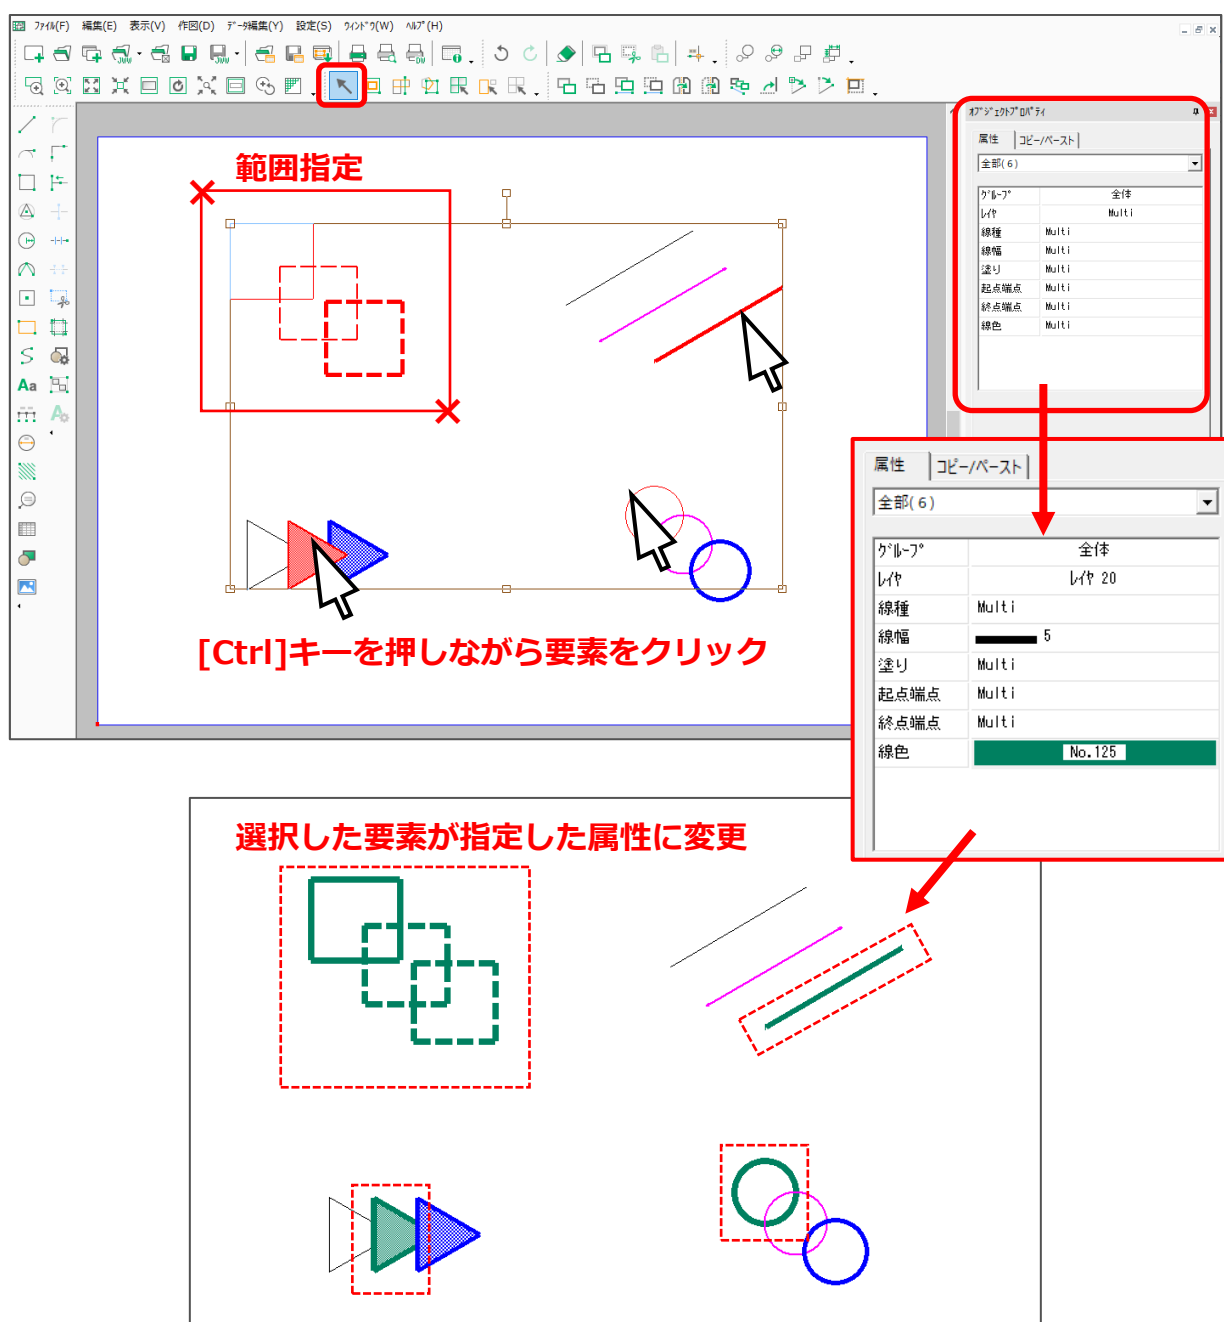 ﾌｧｲﾙ(F) 編集(E) 表示(V) 作図(D) ﾃﾞｰﾀ編集(Y) 設定(S) ｳｨﾝﾄﾞｳ(W) ﾍﾙﾌﾟ(H)
JWW
JWW
DV
Aa
A
ｵﾌﾞｼﾞｪｸﾄﾌﾟﾛﾊﾟﾃｨ
属性 ｺﾋﾟｰ/ﾍﾟｰｽﾄ
全部(6)
ｸﾞﾙｰﾌﾟ 全体
ﾚｲﾔ Multi
線種 Multi
線幅 Multi
塗り Multi
起点端点 Multi
終点端点 Multi
線色 Multi
範囲指定
[Ctrl]キーを押しながら要素をクリック
属性 ｺﾋﾟｰ/ﾍﾟｰｽﾄ
全部(6)
ｸﾞﾙｰﾌﾟ 全体
ﾚｲﾔ ﾚｲﾔ 20
線種 Multi
線幅 5
塗り Multi
起点端点 Multi
終点端点 Multi
線色 No.125
選択した要素が指定した属性に変更